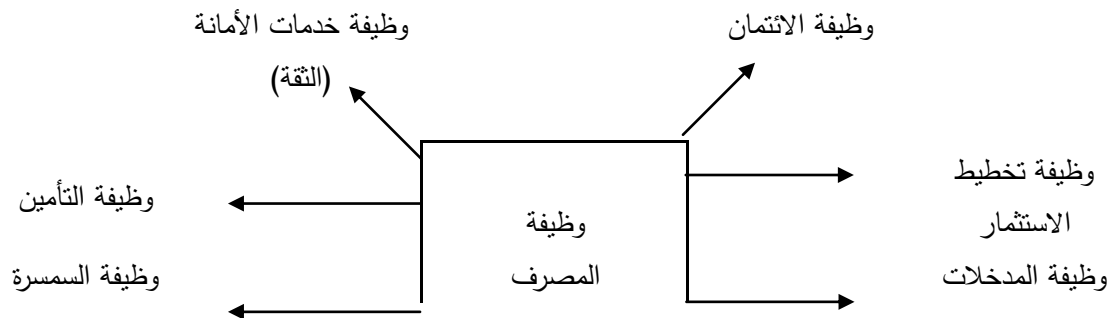 وظيفة الائتمان
وظيفة خدمات الأمانة
(الثقة)
وظيفة تخطيط
الاستثمار
وظيفة المدخلات
وظيفة
المصرف
وظيفة التأمين
وظيفة السمسرة